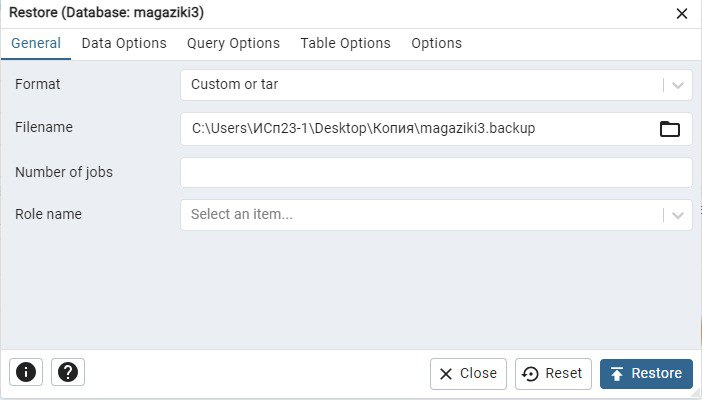 Restore (Database: magaziki3)
General Data Options Query Options Table Options Options
Format Custom or tar
Filename C:\Users\ИСп23-1\Desktop\Копия\magaziki3.backup
Number of jobs
Role name Select an item...
Close Reset Restore